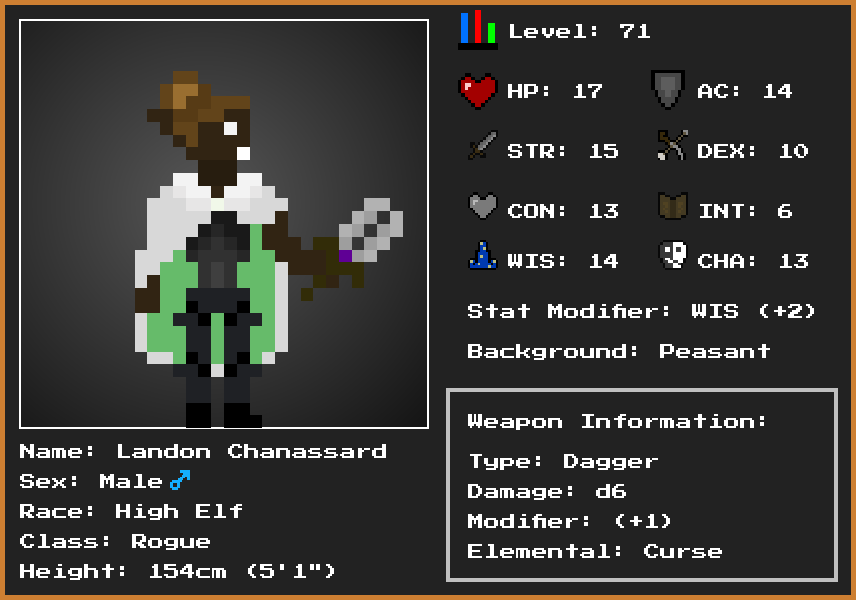 Level: 71
HP: 17 AC: 14
STR: 15 DEX: 10
CON: 13 INT: 6
WIS: 14 CHA: 13
Stat Modifier: WIS (+2)
Background: Peasant
Name: Landon Chanassard
Sex: Male♂
Race: High Elf
Class: Rogue
Height: 154cm (5'1")
Weapon Information:
Type: Dagger
Damage: d6
Modifier: (+1)
Elemental: Curse